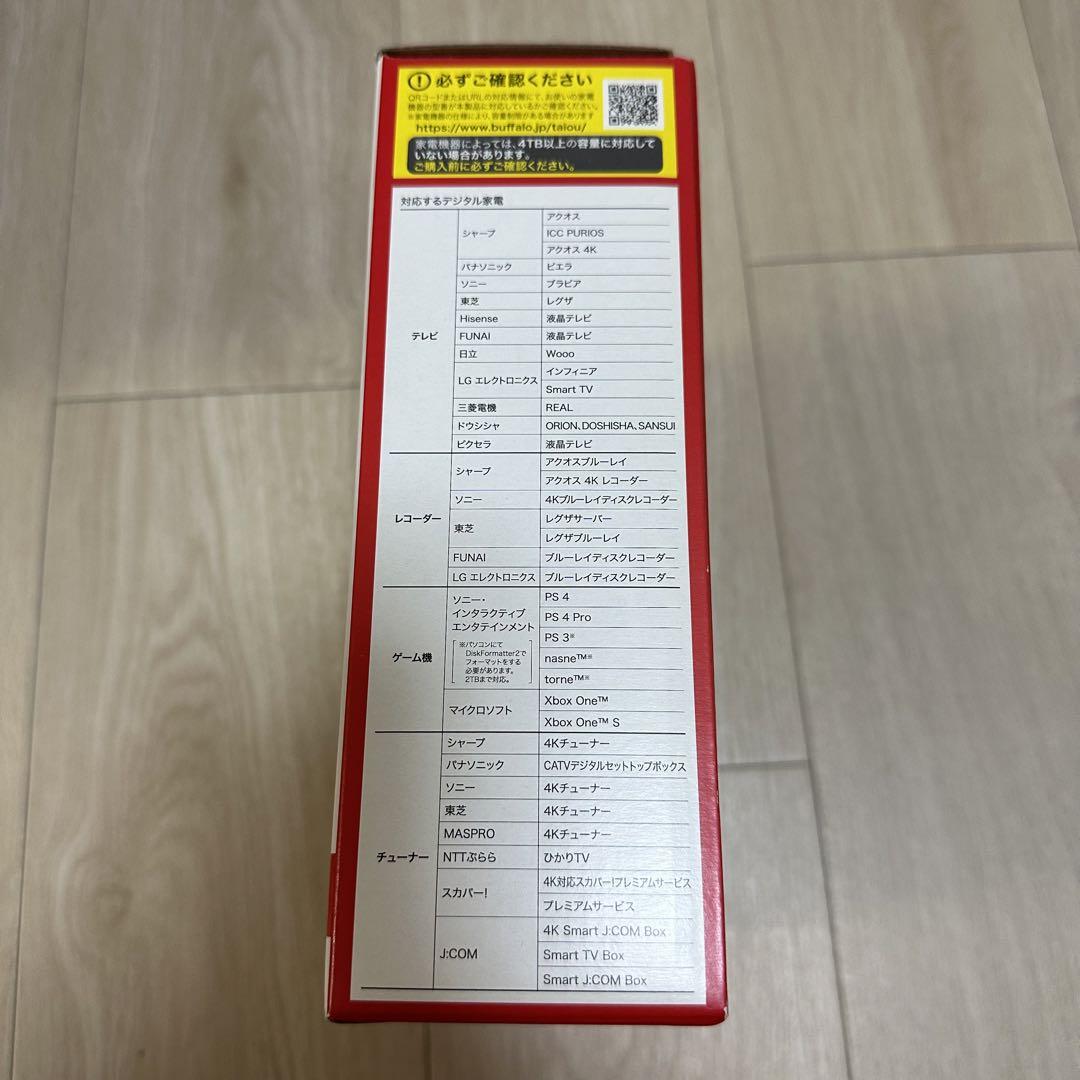 ! 必ずご確認ください
QRコードまたはURLの対応情報にて、お使いの家電
機器の型番が本製品に対応しているかご確認ください。
※家電機器の仕様により、容量制限がある場合があります
https://www.buffalo.jp/taiou/
家電機器によっては、4TB以上の容量に対応して
いない場合があります。
ご購入前に必ずご確認ください。
対応するデジタル家電
テレビ
シャープ
アクオス
ICC PURIOS
アクオス 4K
パナソニック ビエラ
ソニー ブラビア
東芝 レグザ
Hisense 液晶テレビ
FUNAI 液晶テレビ
日立 Wooo
LG エレクトロニクス
インフィニア
Smart TV
三菱電機 REAL
ドウシシャ ORION、DOSHISHA、SANSUI
ピクセラ 液晶テレビ
レコーダー
シャープ
アクオスブルーレイ
アクオス 4K レコーダー
ソニー 4Kブルーレイディスクレコーダー
東芝
レグザサーバー
レグザブルーレイ
FUNAI ブルーレイディスクレコーダー
LG エレクトロニクス ブルーレイディスクレコーダー
ゲーム機
ソニー・
インタラクティブ
エンタテインメント
※パソコンにて
DiskFormatter2で
フォーマットをする
必要があります。
2TBまで対応。
PS 4
PS 4 Pro
PS 3※
nasne™※
torne™※
マイクロソフト
Xbox One™
Xbox One™ S
チューナー
シャープ 4Kチューナー
パナソニック CATVデジタルセットトップボックス
ソニー 4Kチューナー
東芝 4Kチューナー
MASPRO 4Kチューナー
NTTぷらら ひかりTV
スカパー!
4K対応スカパー!プレミアムサービス
プレミアムサービス
J:COM
4K Smart J:COM Box
Smart TV Box
Smart J:COM Box